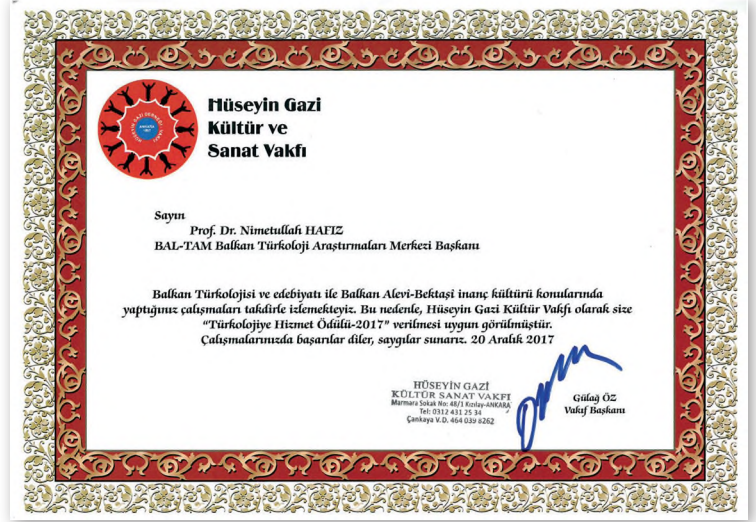 Hüseyin Gazi
Kültür ve
Sanat Vakfı
Sayın
Prof. Dr. Nimetullah HAFIZ
BAL-TAM Balkan Türkoloji Araştırmaları Merkezi Başkanı
Balkan Türkolojisi ve edebiyatı ile Balkan Alevi-Bektaşi inanç kültürü konularında
yaptığınız çalışmaları takdirle izlemekteyiz. Bu nedenle, Hüseyin Gazi Kültür Vakfı olarak size
“Türkolojiye Hizmet Ödülü-2017” verilmesi uygun görülmüştür.
Çalışmalarınızda başarılar diler, saygılar sunarız. 20 Aralık 2017
HÜSEYİN GAZİ
KÜLTÜR SANAT VAKFI
Marmara Sokak No: 48/1 Kızılay-ANKARA
Tel: 0312 431 25 34
Çankaya V.D. 464 039 8262
Gülağ ÖZ
Vakıf Başkanı